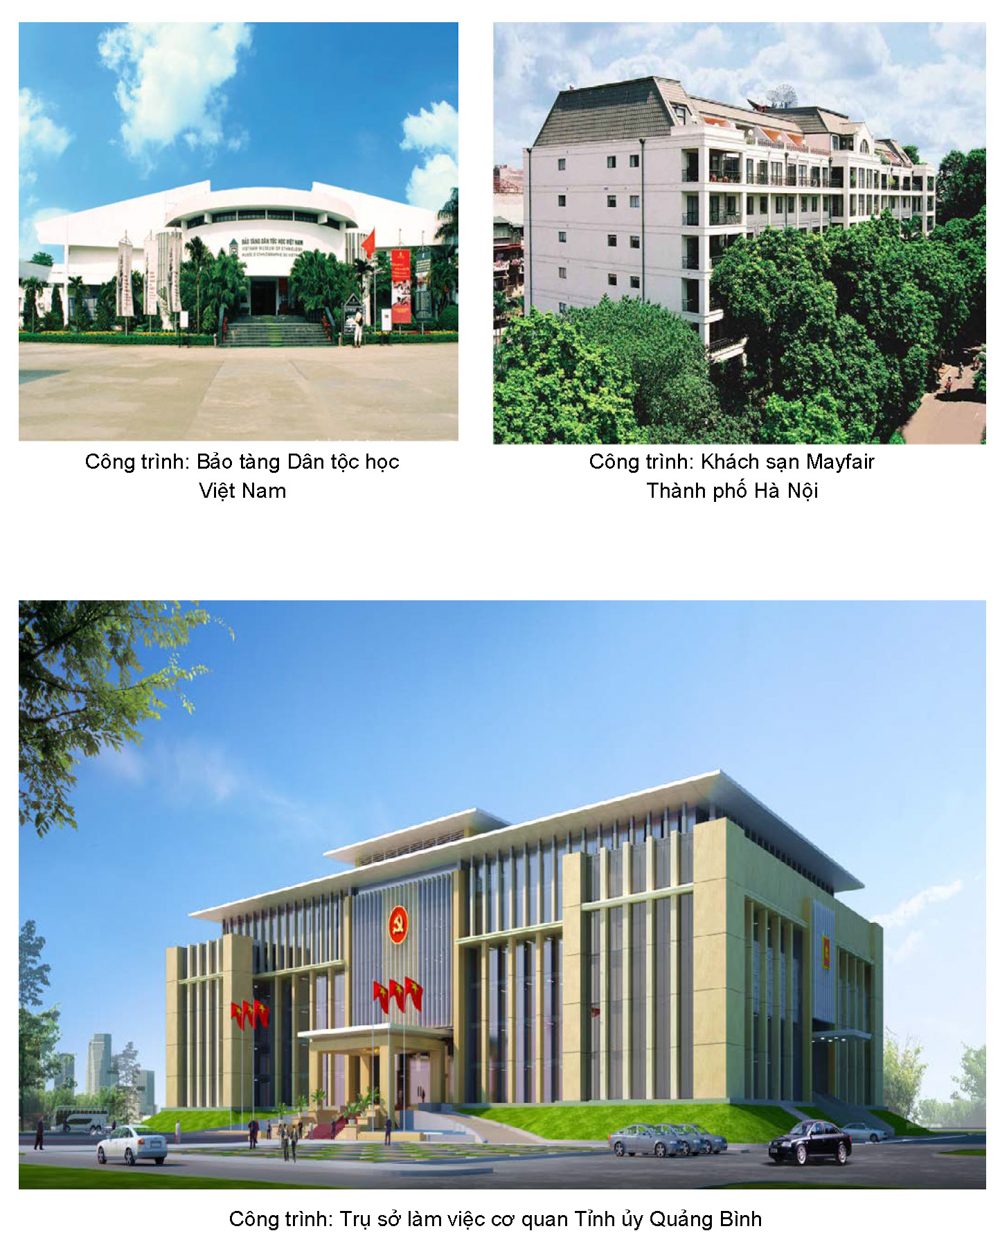 BẢO TÀNG DÂN TỘC HỌC VIỆT NAM
VIETNAM MUSEUM OF ETHNOLOGY
MUSÉE D'ETHNOGRAPHIE DU VIETNAM
Công trình: Bảo tàng Dân tộc học
Việt Nam
Công trình: Khách sạn Mayfair
Thành phố Hà Nội
Công trình: Trụ sở làm việc cơ quan Tỉnh ủy Quảng Bình